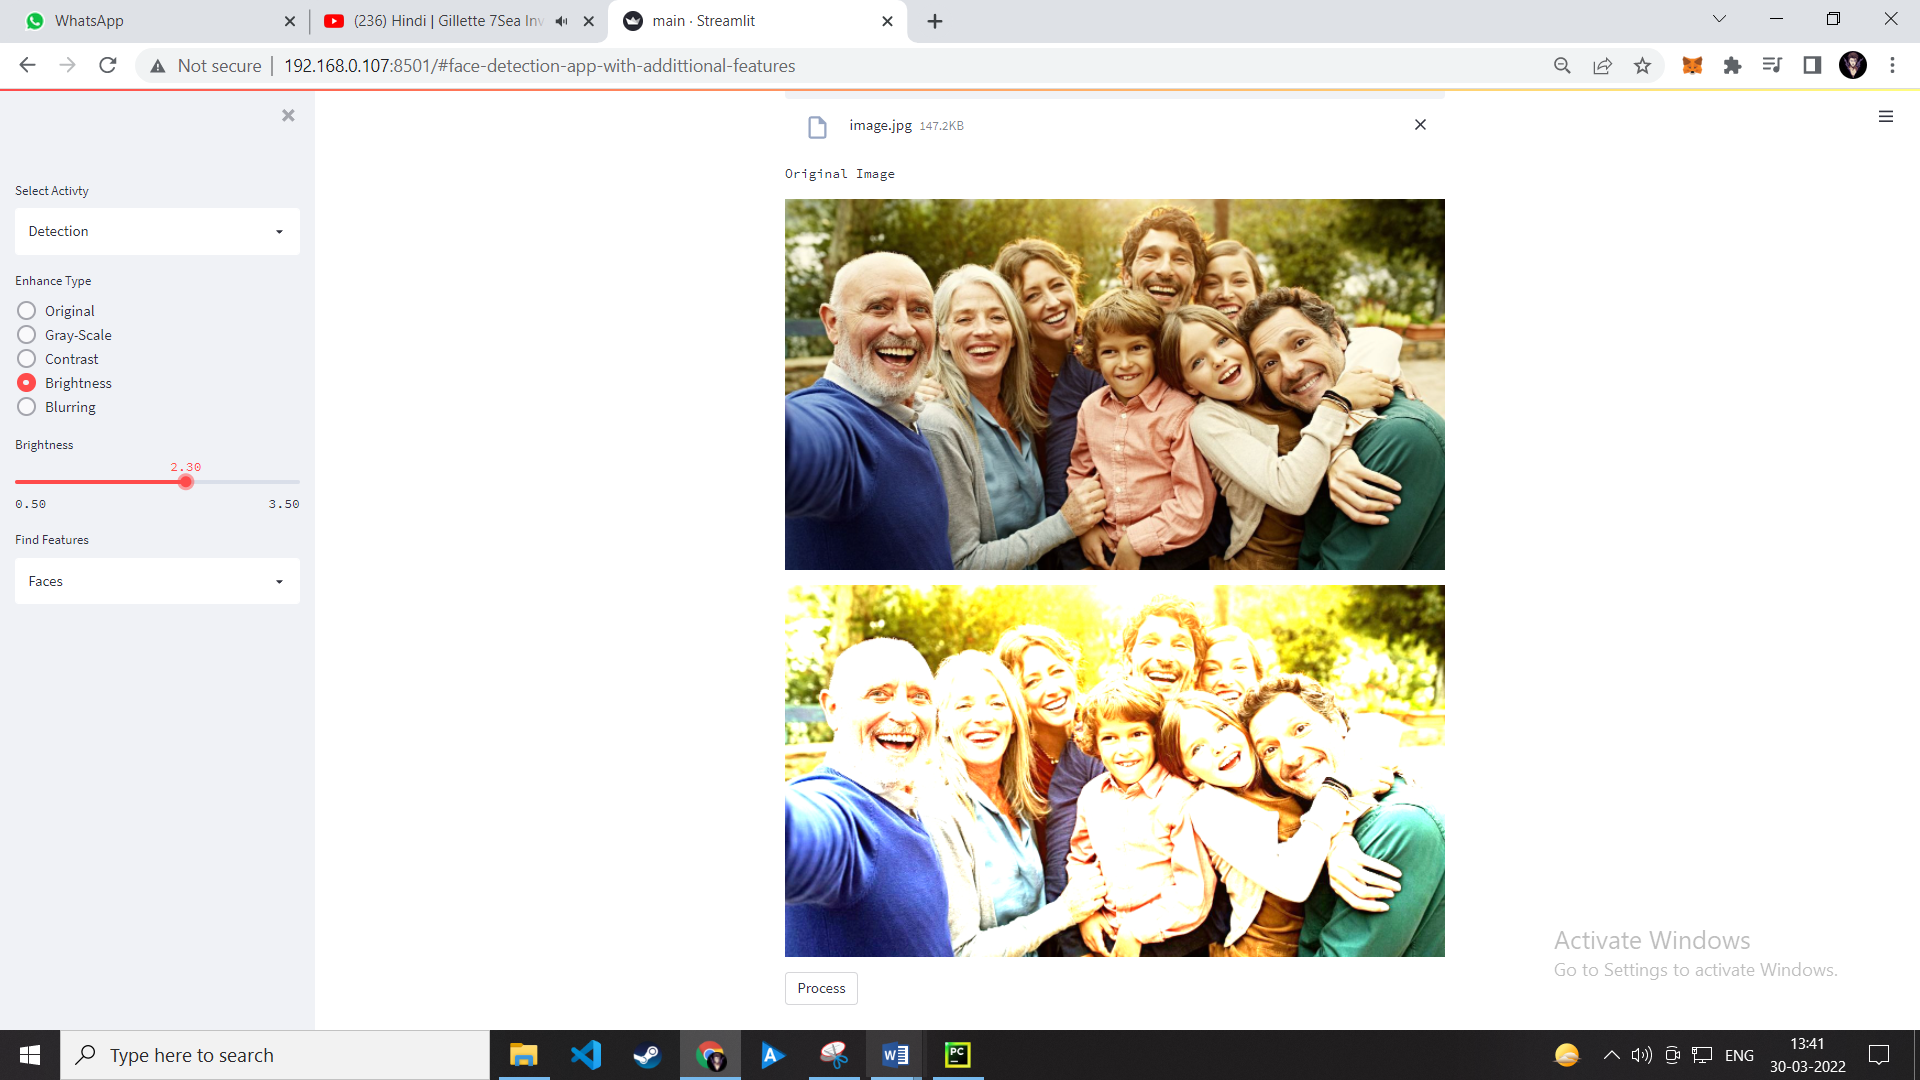 WhatsApp
(236) Hindi | Gillette 7Sea Inv
main · Streamlit
Not secure
192.168.0.107:8501/#face-detection-app-with-addittional-features
image.jpg 147.2KB
Original Image
Select Activty
Detection
Enhance Type
Original
Gray-Scale
Contrast
Brightness
Blurring
Brightness
2.30
0.50 3.50
Find Features
Faces
Process
Activate Windows
Go to Settings to activate Windows.
Type here to search
W
PC
ENG
13:41
30-03-2022